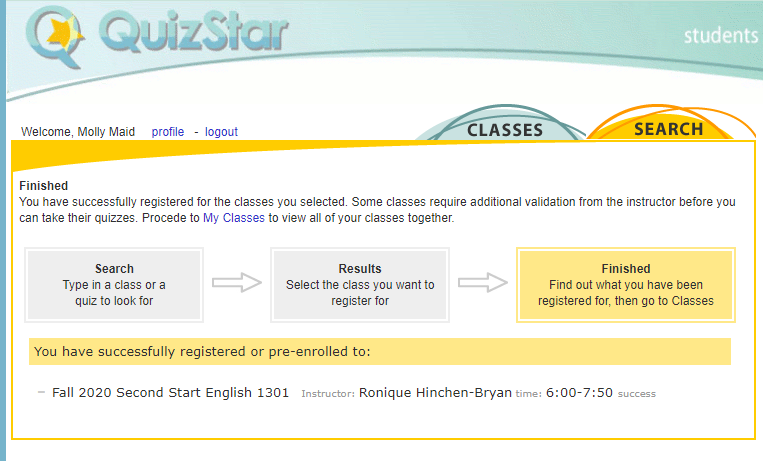 QuizStar
students
Welcome, Molly Maid profile - logout
CLASSES
SEARCH
Finished
You have successfully registered for the classes you selected. Some classes require additional validation from the instructor before you
can take their quizzes. Procede to My Classes to view all of your classes together.
Search
Type in a class or a
quiz to look for
Results
Select the class you want to
register for
Finished
Find out what you have been
registered for, then go to Classes
You have successfully registered or pre-enrolled to:
– Fall 2020 Second Start English 1301 Instructor: Ronique Hinchen-Bryan time: 6:00-7:50 success